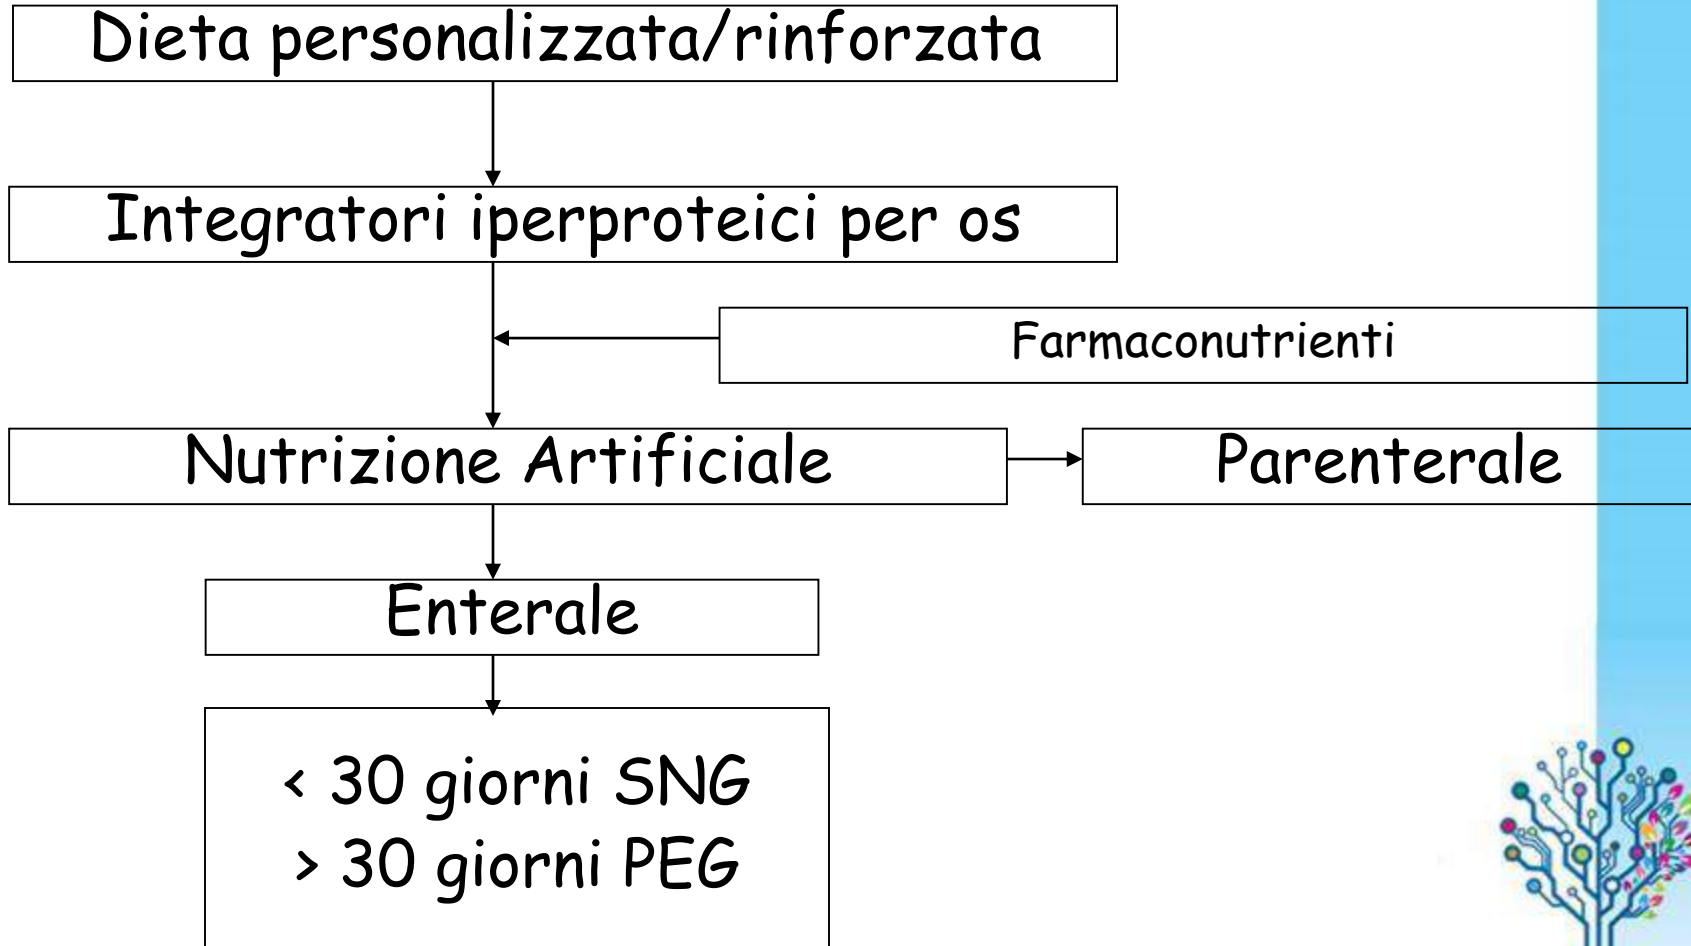 Dieta personalizzata/rinforzata
Integratori iperproteici per os
Farmaconutrienti
Nutrizione Artificiale
Parenterale
Enterale
< 30 giorni SNG
> 30 giorni PEG